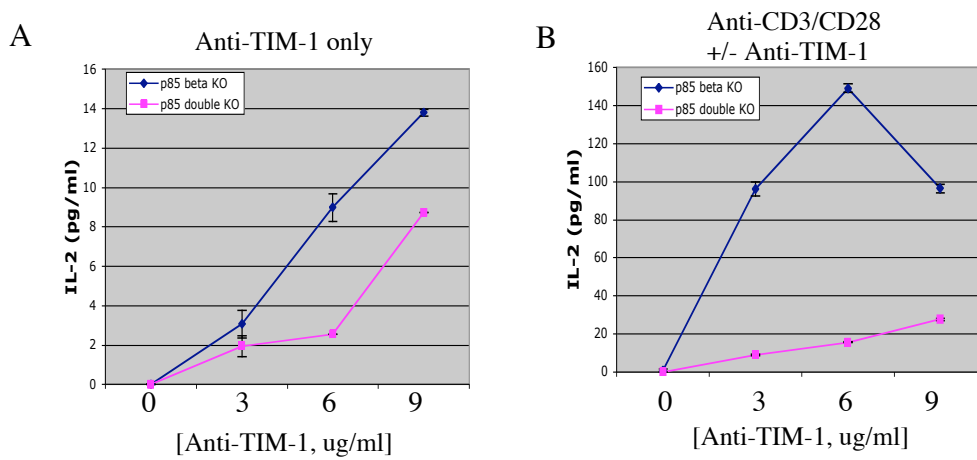 A
Anti-TIM-1 only
16
14
12
10
8
6
4
2
0
IL-2 (pg/ml)
p85 beta KO
p85 double KO
0 3 6 9
[Anti-TIM-1, ug/ml]
B
Anti-CD3/CD28
+/- Anti-TIM-1
160
140
120
100
80
60
40
20
0
IL-2 (pg/ml)
p85 beta KO
p85 double KO
0 3 6 9
[Anti-TIM-1, ug/ml]